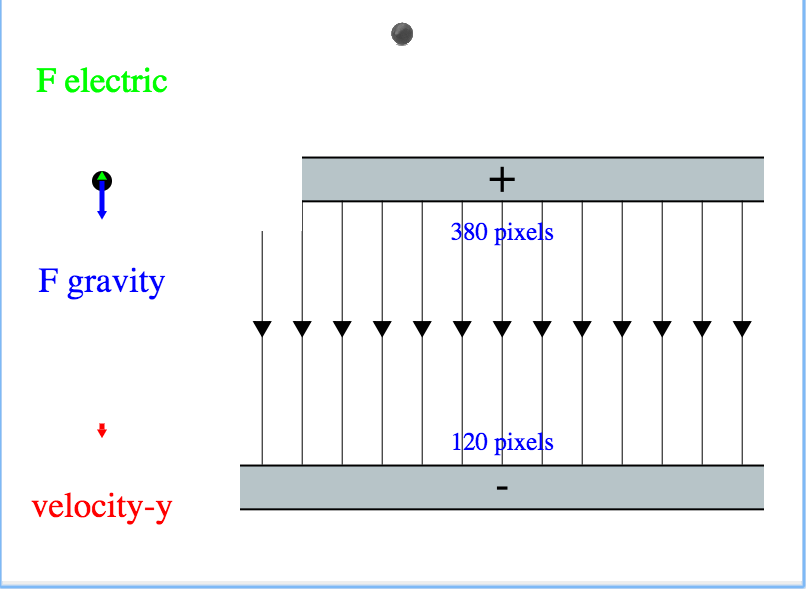 F electric
+
380 pixels
F gravity
120 pixels
-
velocity-y